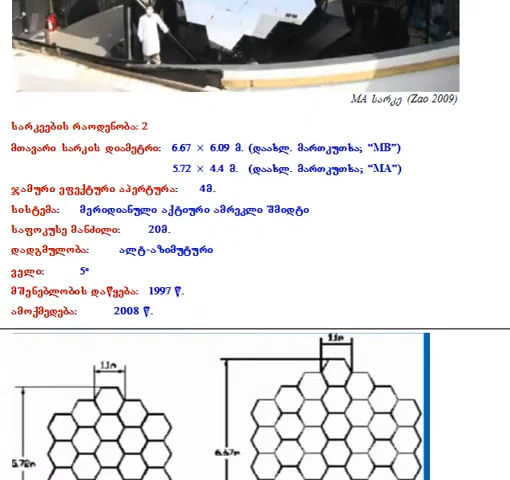 MA სარკე (Zao 2009)
სარკეების რაოდენობა: 2
მთავარი სარკის დიამეტრი: 6.67 × 6.09 მ. (დაახლ. მართკუთხა; “MB”)
5.72 × 4.4 მ. (დაახლ. მართკუთხა; “MA”)
ჯამური ეფექტური აპერტურა: 4მ.
სისტემა: მერიდიანული აქტიური ამრეკლი შმიდტი
საფოკუსე მანძილი: 20მ.
დადგმულობა: ალტ-აზიმუტური
ველი: 5°
მშენებლობის დაწყება: 1997 წ.
ამოქმედება: 2008 წ.
1.1m 1.1m
5.72m 6.67m